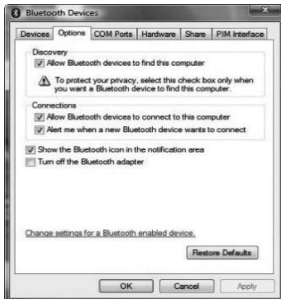 Bluetooth Devices
Devices Options COM Ports Hardware Share PIM Interface
Discovery
Allow Bluetooth devices to find this computer
To protect your privacy, select this check box only when
you want a Bluetooth device to find this computer.
Connections
Allow Bluetooth devices to connect to this computer
Alert me when a new Bluetooth device wants to connect
Show the Bluetooth icon in the notification area
Turn off the Bluetooth adapter
Change settings for a Bluetooth enabled device.
Restore Defaults
OK Cancel Apply